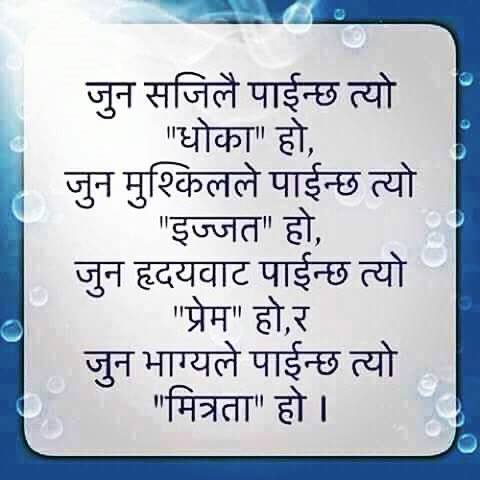 जुन सजिलै पाईन्छ त्यो
"धोका" हो,
जुन मुश्किलले पाईन्छ त्यो
"इज्जत" हो,
जुन हृदयवाट पाईन्छ त्यो
"प्रेम" हो,र
जुन भाग्यले पाईन्छ त्यो
"मित्रता" हो ।